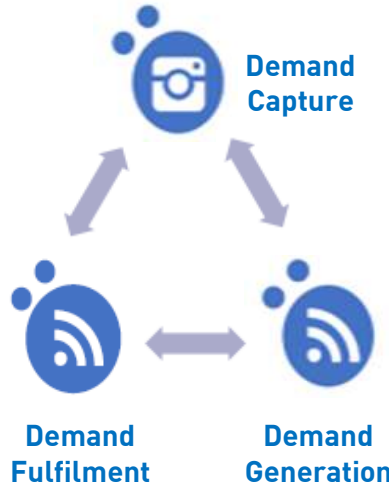 Demand
Capture
Demand
Fulfilment
Demand
Generation